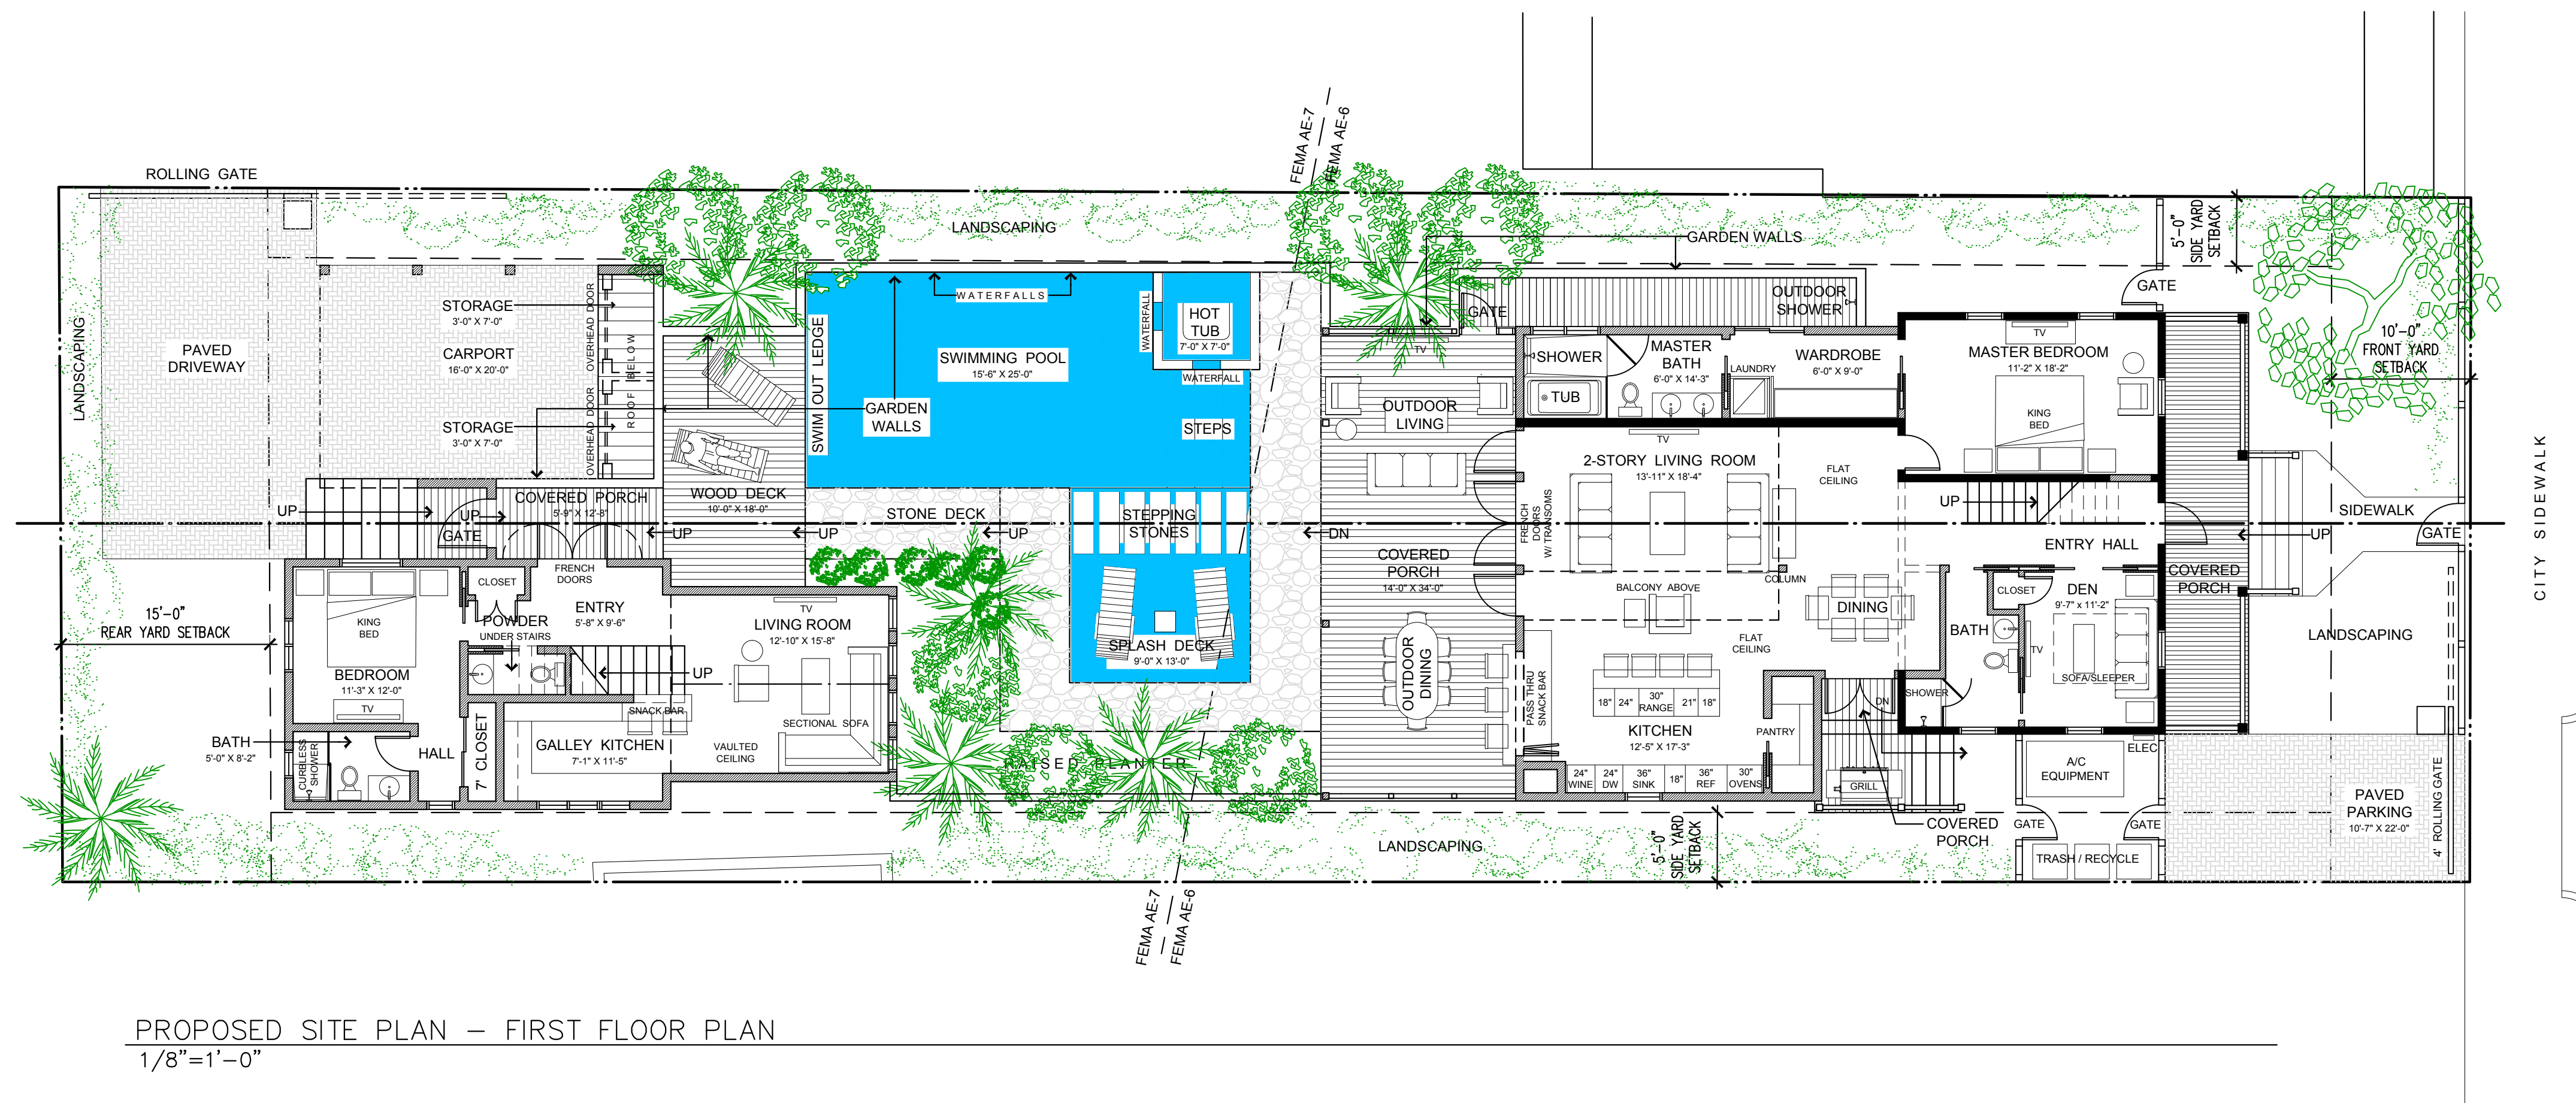 FEMA AE-7
FEMA AE-6
ROLLING GATE
LANDSCAPING
PAVED
DRIVEWAY
15'-0"
REAR YARD SETBACK
STORAGE
3'-0" X 7'-0"
CARPORT
16'-0" X 20'-0"
STORAGE
3'-0" X 7'-0"
OVERHEAD DOOR
OVERHEAD DOOR
ROOF BELOW
UP
UP
GATE
COVERED PORCH
5'-9" X 12'-8"
UP
WOOD DECK
10'-0" X 18'-0"
UP
FRENCH
DOORS
KING
BED
BEDROOM
11'-3" X 12'-0"
TV
CLOSET
POWDER
UNDER STAIRS
ENTRY
5'-8" X 9'-6"
TV
LIVING ROOM
12'-10" X 15'-8"
UP
SNACK BAR
SECTIONAL SOFA
VAULTED
CEILING
GALLEY KITCHEN
7'-1" X 11'-5"
7' CLOSET
HALL
BATH
5'-0" X 8'-2"
CURBLESS
SHOWER
LANDSCAPING
WATERFALLS
SWIM OUT LEDGE
SWIMMING POOL
15'-6" X 25'-0"
GARDEN
WALLS
WATERFALL
HOT
TUB
7'-0" X 7'-0"
WATERFALL
STEPS
STONE DECK
UP
STEPPING
STONES
SPLASH DECK
9'-0" X 13'-0"
RAISED PLANTER
DN
GARDEN WALLS
GATE
OUTDOOR
SHOWER
TV
OUTDOOR
LIVING
COVERED
PORCH
14'-0" X 34'-0"
OUTDOOR
DINING
FRENCH
DOORS
W/ TRANSOMS
PASS THRU
SNACK BAR
SHOWER
TUB
MASTER
BATH
6'-0" X 14'-3"
LAUNDRY
WARDROBE
6'-0" X 9'-0"
TV
MASTER BEDROOM
11'-2" X 18'-2"
KING
BED
TV
2-STORY LIVING ROOM
13'-11" X 18'-4"
FLAT
CEILING
BALCONY ABOVE
COLUMN
DINING
FLAT
CEILING
18"
24"
30"
RANGE
21"
18"
KITCHEN
12'-5" X 17'-3"
PANTRY
24"
WINE
24"
DW
36"
SINK
18"
36"
REF
30"
OVENS
UP
ENTRY HALL
CLOSET
DEN
9'-7" x 11'-2"
BATH
TV
SOFA/SLEEPER
SHOWER
DN
GRILL
COVERED
PORCH
ELEC
A/C
EQUIPMENT
GATE
GATE
TRASH / RECYCLE
5'-0"
SIDE YARD
SETBACK
GATE
10'-0"
FRONT YARD
SETBACK
SIDEWALK
UP
GATE
COVERED
PORCH
LANDSCAPING
PAVED
PARKING
10'-7" X 22'-0"
4' ROLLING GATE
CITY SIDEWALK
LANDSCAPING
5'-0"
SIDE YARD
SETBACK
FEMA AE-7
FEMA AE-6
PROPOSED SITE PLAN – FIRST FLOOR PLAN
1/8"=1'-0"